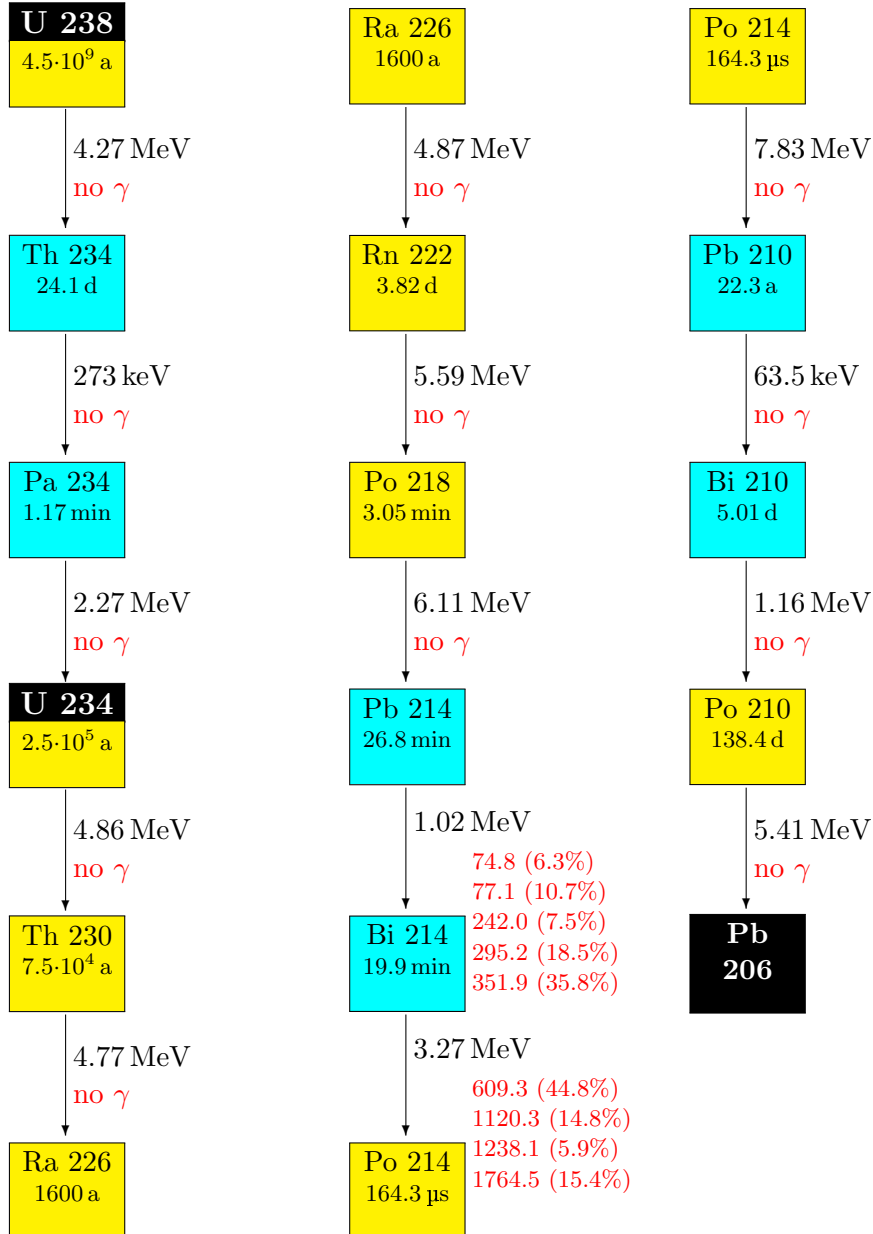 U 238
4.5·10⁹ a
4.27 MeV
no γ
Th 234
24.1 d
273 keV
no γ
Pa 234
1.17 min
2.27 MeV
no γ
U 234
2.5·10⁵ a
4.86 MeV
no γ
Th 230
7.5·10⁴ a
4.77 MeV
no γ
Ra 226
1600 a
Ra 226
1600 a
4.87 MeV
no γ
Rn 222
3.82 d
5.59 MeV
no γ
Po 218
3.05 min
6.11 MeV
no γ
Pb 214
26.8 min
1.02 MeV
74.8 (6.3%)
77.1 (10.7%)
242.0 (7.5%)
295.2 (18.5%)
351.9 (35.8%)
Bi 214
19.9 min
3.27 MeV
609.3 (44.8%)
1120.3 (14.8%)
1238.1 (5.9%)
1764.5 (15.4%)
Po 214
164.3 µs
Po 214
164.3 µs
7.83 MeV
no γ
Pb 210
22.3 a
63.5 keV
no γ
Bi 210
5.01 d
1.16 MeV
no γ
Po 210
138.4 d
5.41 MeV
no γ
Pb
206